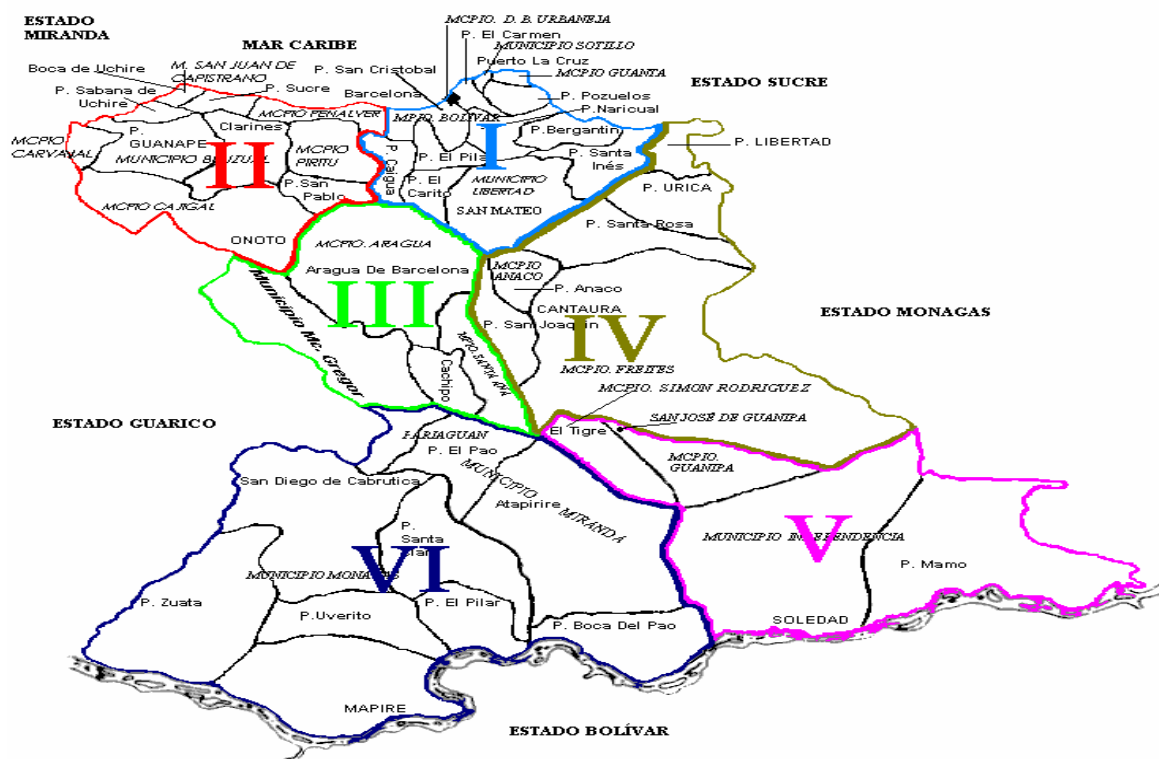 ESTADO
MIRANDA
MAR CARIBE
MCPIO. D. B. URBANEJA
P. El Carmen
MUNICIPIO SOTILLO
Puerto La Cruz
MCPIO GUANTA
ESTADO SUCRE
M. SAN JUAN DE
CAPISTRANO
Boca de Uchire
P. San Cristobal
P. Sabana de
Uchire
P. Sucre
Barcelona
P. Pozuelos
P. Naricual
MCPIO PEÑALVER
MPIO. BOLÍVAR
Clarines
P. Bergantín
P. LIBERTAD
MCPIO
CARVAJAL
P.
GUANAPE
MUNICIPIO BRUZUAL
II
MCPIO
PIRITU
P. Caigua
P. El Pilar
I
P. Santa
Inés
P. San
Pablo
P. El
Carito
MUNICIPIO
LIBERTAD
P. URICA
MCPIO CAJIGAL
SAN MATEO
P. Santa Rosa
ONOTO
MCPIO. ARAGUA
MCPIO
ANACO
Aragua De Barcelona
P. Anaco
Municipio Mc. Gregor
III
CANTAURA
P. San Joaquín
IV
ESTADO MONAGAS
MPIO. SANTA ANA
Cachipo
MCPIO. FREITES
MCPIO. SIMON RODRIGUEZ
ESTADO GUARICO
SAN JOSÉ DE GUANIPA
PARIAGUAN
El Tigre
P. El Pao
MCPIO.
GUANIPA
San Diego de Cabrutica
MUNICIPIO MIRANDA
Atapirire
P.
Santa
VI
V
MUNICIPIO INDEPENDENCIA
MUNICIPIO MONAGAS
P. Mamo
P. Zuata
P.Uverito
P. El Pilar
P. Boca Del Pao
SOLEDAD
MAPIRE
ESTADO BOLÍVAR